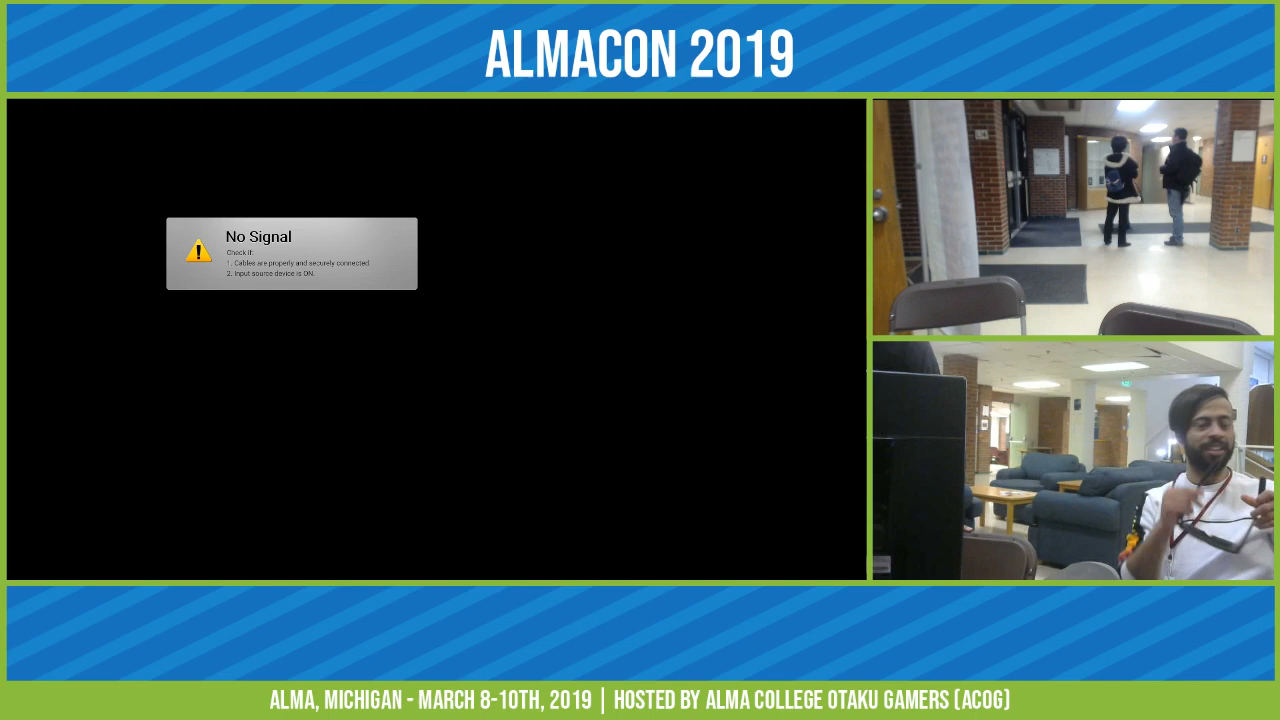 ALMACON 2019
No Signal
Check if:
1. Cables are properly and securely connected.
2. Input source device is ON.
ALMA, MICHIGAN - MARCH 8-10TH, 2019 | HOSTED BY ALMA COLLEGE OTAKU GAMERS (ACOG)